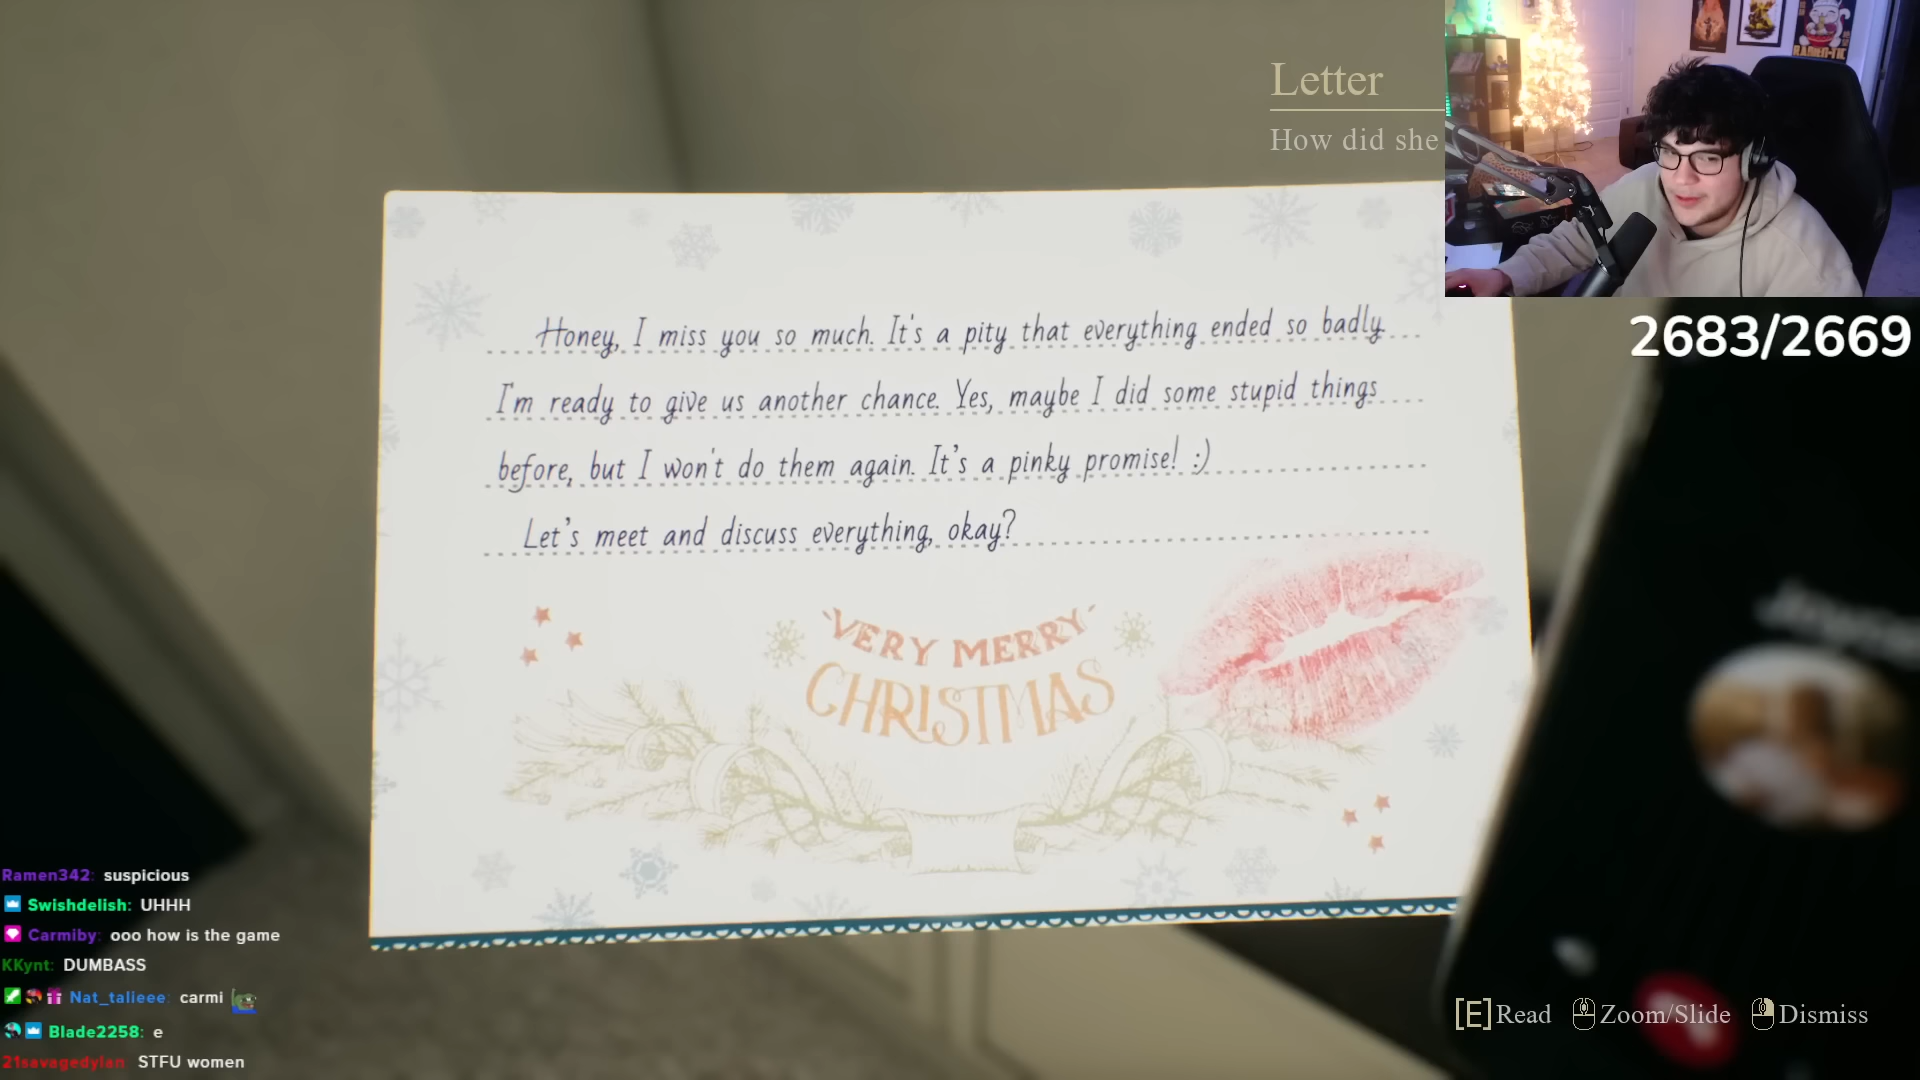 Letter
How did she
RAMEN-TIC
2683/2669
Honey, I miss you so much. It's a pity that everything ended so badly.
I'm ready to give us another chance. Yes, maybe I did some stupid things
before, but I won't do them again. It's a pinky promise! :)
Let's meet and discuss everything, okay?
VERY MERRY
CHRISTMAS
Ramen342: suspicious
Swishdelish: UHHH
Carmiby: ooo how is the game
KKynt: DUMBASS
Nat_talieee: carmi
Blade2258: e
21savagedylan STFU women
[E]Read Zoom/Slide Dismiss